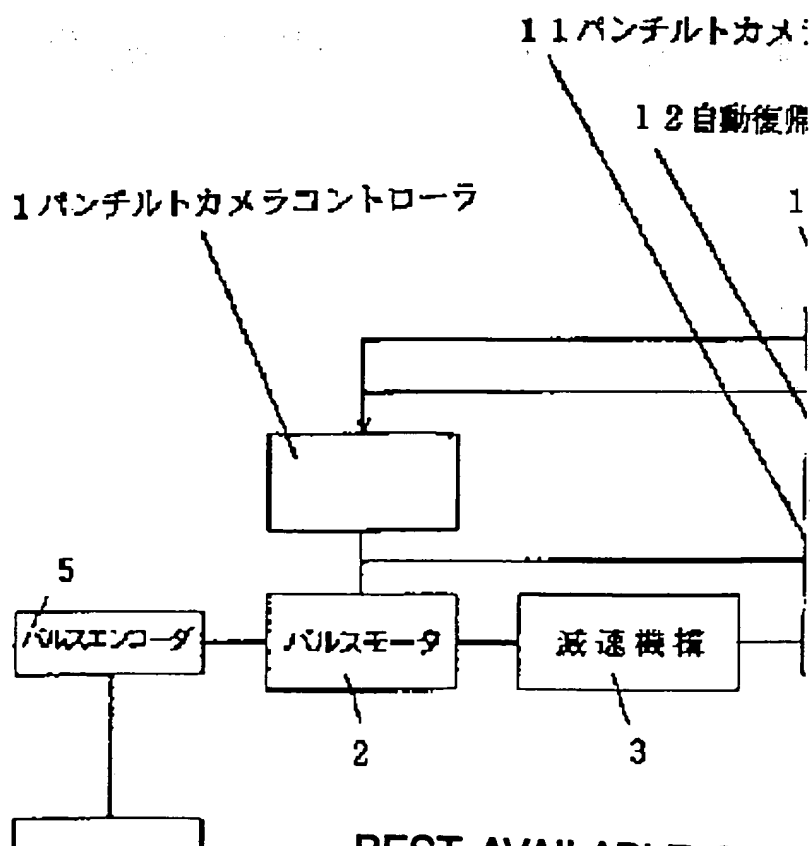 11パンチルトカメ
12自動復帰
1パンチルトカメラコントローラ
1
5
パルスエンコーダ
パルスモータ
減速機構
2
3
BEST AVAILABLE